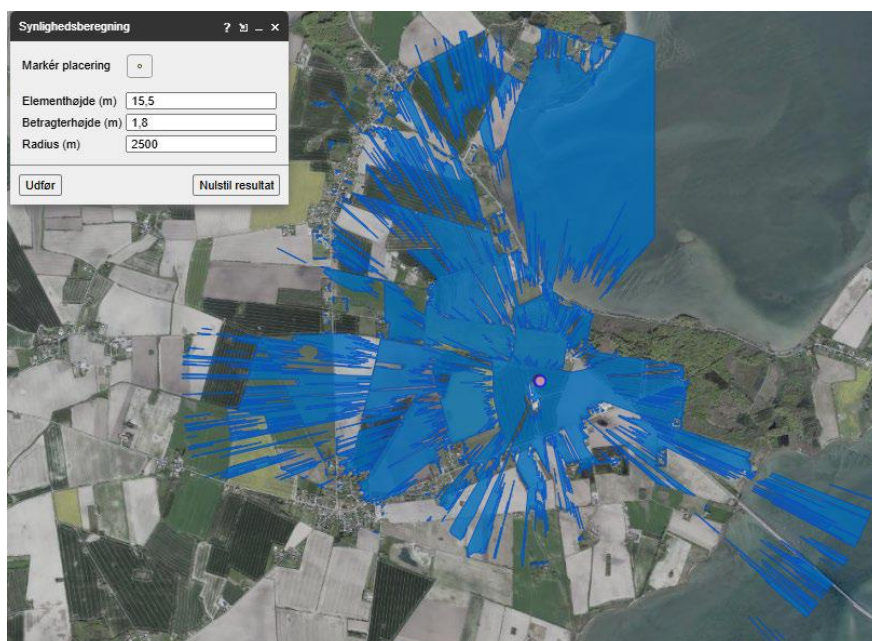 Synlighedsberegning
Markér placering
Elementhøjde (m) 15,5
Betragterhøjde (m) 1,8
Radius (m) 2500
Udfør Nulstil resultat